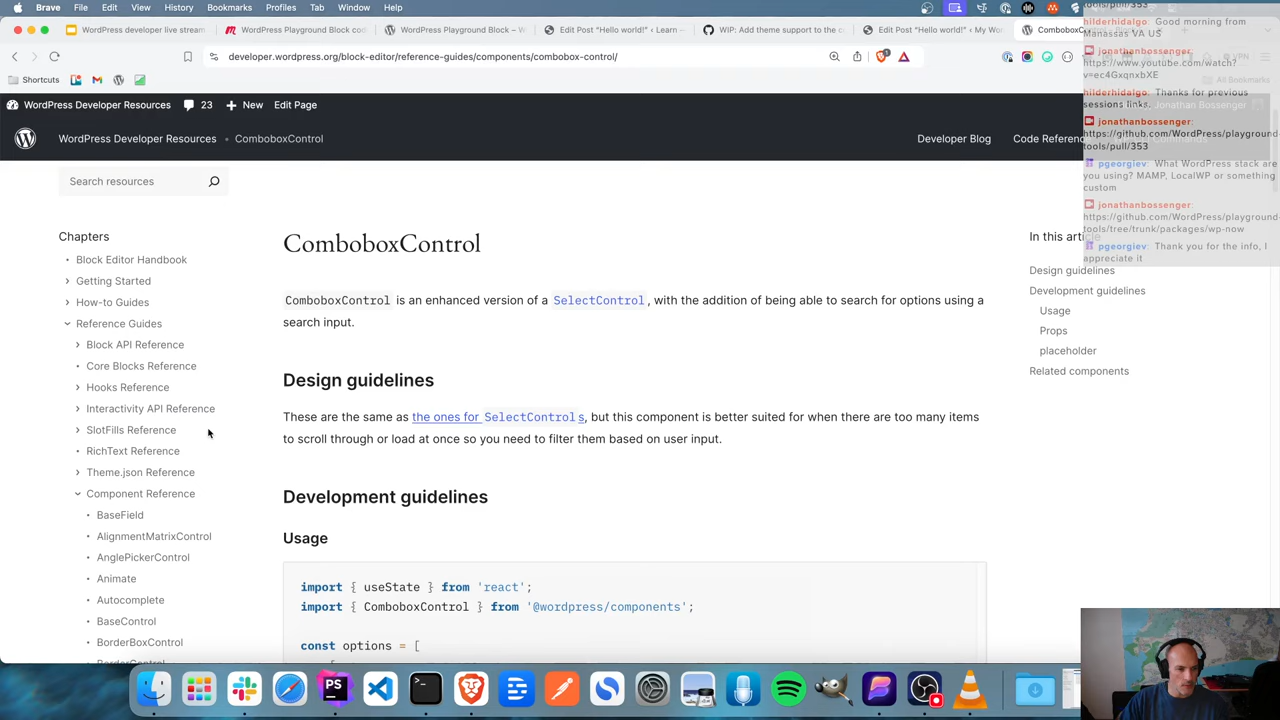 Brave File Edit View History Bookmarks Profiles Tab Window Help
WordPress developer live stream
WordPress Playground Block cod
WordPress Playground Block – W
Edit Post “Hello world!” ‹ Learn –
WIP: Add theme support to the
Edit Post “Hello world!” ‹ My Wo
Combobox
developer.wordpress.org/block-editor/reference-guides/components/combobox-control/
VPN
Shortcuts
All Bookmarks
WordPress Developer Resources 23 New Edit Page
Jonathan Bossenger
WordPress Developer Resources • ComboboxControl
Developer Blog Code Reference
Search resources
Chapters
Block Editor Handbook
Getting Started
How-to Guides
Reference Guides
Block API Reference
Core Blocks Reference
Hooks Reference
Interactivity API Reference
SlotFills Reference
RichText Reference
Theme.json Reference
Component Reference
BaseField
AlignmentMatrixControl
AnglePickerControl
Animate
Autocomplete
BaseControl
BorderBoxControl
BorderControl
ComboboxControl
ComboboxControl is an enhanced version of a SelectControl, with the addition of being able to search for options using a
search input.
Design guidelines
These are the same as the ones for SelectControls, but this component is better suited for when there are too many items
to scroll through or load at once so you need to filter them based on user input.
Development guidelines
Usage
import { useState } from 'react';
import { ComboboxControl } from '@wordpress/components';
const options = [
In this article
Design guidelines
Development guidelines
Usage
Props
placeholder
Related components
tools/pull/353
hilderhidalgo: Good morning from
Manassas VA US
jonathanbossenger:
https://www.youtube.com/watch?
v=ec4GxqnxbXE
hilderhidalgo: Thanks for previous
sessions links.
jonathanbossenger:
https://github.com/WordPress/playground-
tools/pull/353
pgeorgiev: What WordPress stack are
you using? MAMP, LocalWP or something
custom
jonathanbossenger:
https://github.com/WordPress/playground-
tools/tree/trunk/packages/wp-now
pgeorgiev: Thank you for the info, I
appreciate it
PS